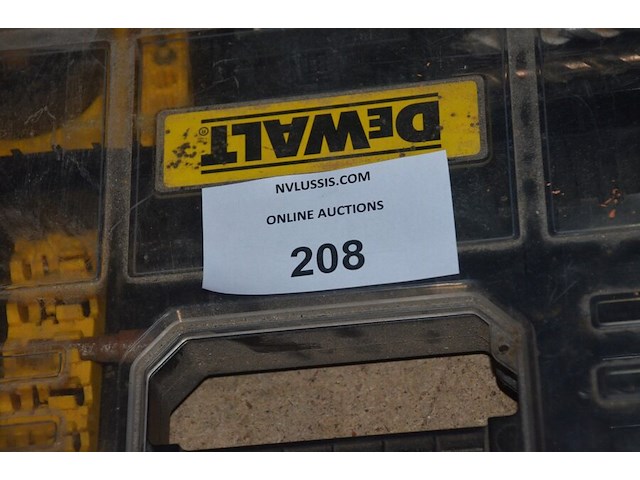 DEWALT®
NVLUSSIS.COM
ONLINE AUCTIONS
208